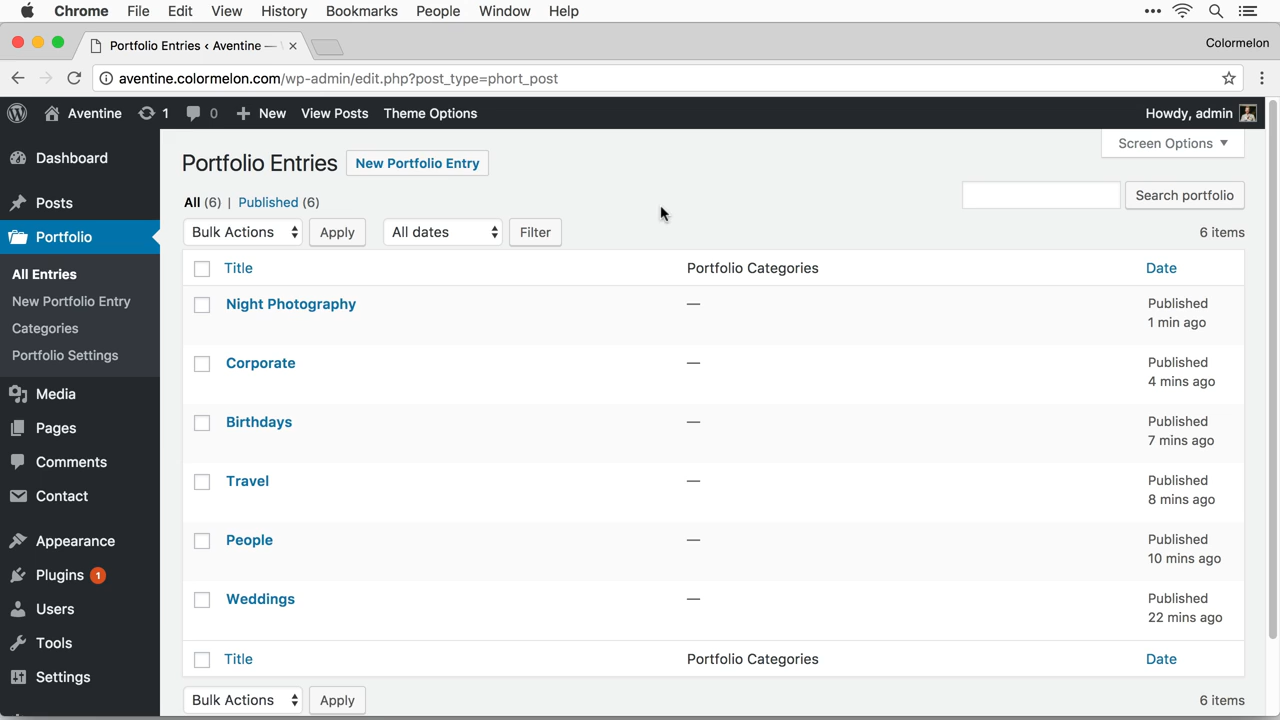 Chrome File Edit View History Bookmarks People Window Help
Portfolio Entries ‹ Aventine —
Colormelon
aventine.colormelon.com/wp-admin/edit.php?post_type=phort_post
Aventine 1 0 New View Posts Theme Options Howdy, admin
Screen Options
Dashboard
Posts
Portfolio
All Entries
New Portfolio Entry
Categories
Portfolio Settings
Media
Pages
Comments
Contact
Appearance
Plugins 1
Users
Tools
Settings
Portfolio Entries New Portfolio Entry
All (6) | Published (6)
Search portfolio
Bulk Actions Apply All dates Filter 6 items
Title Portfolio Categories Date
Night Photography — Published
1 min ago
Corporate — Published
4 mins ago
Birthdays — Published
7 mins ago
Travel — Published
8 mins ago
People — Published
10 mins ago
Weddings — Published
22 mins ago
Title Portfolio Categories Date
Bulk Actions Apply 6 items